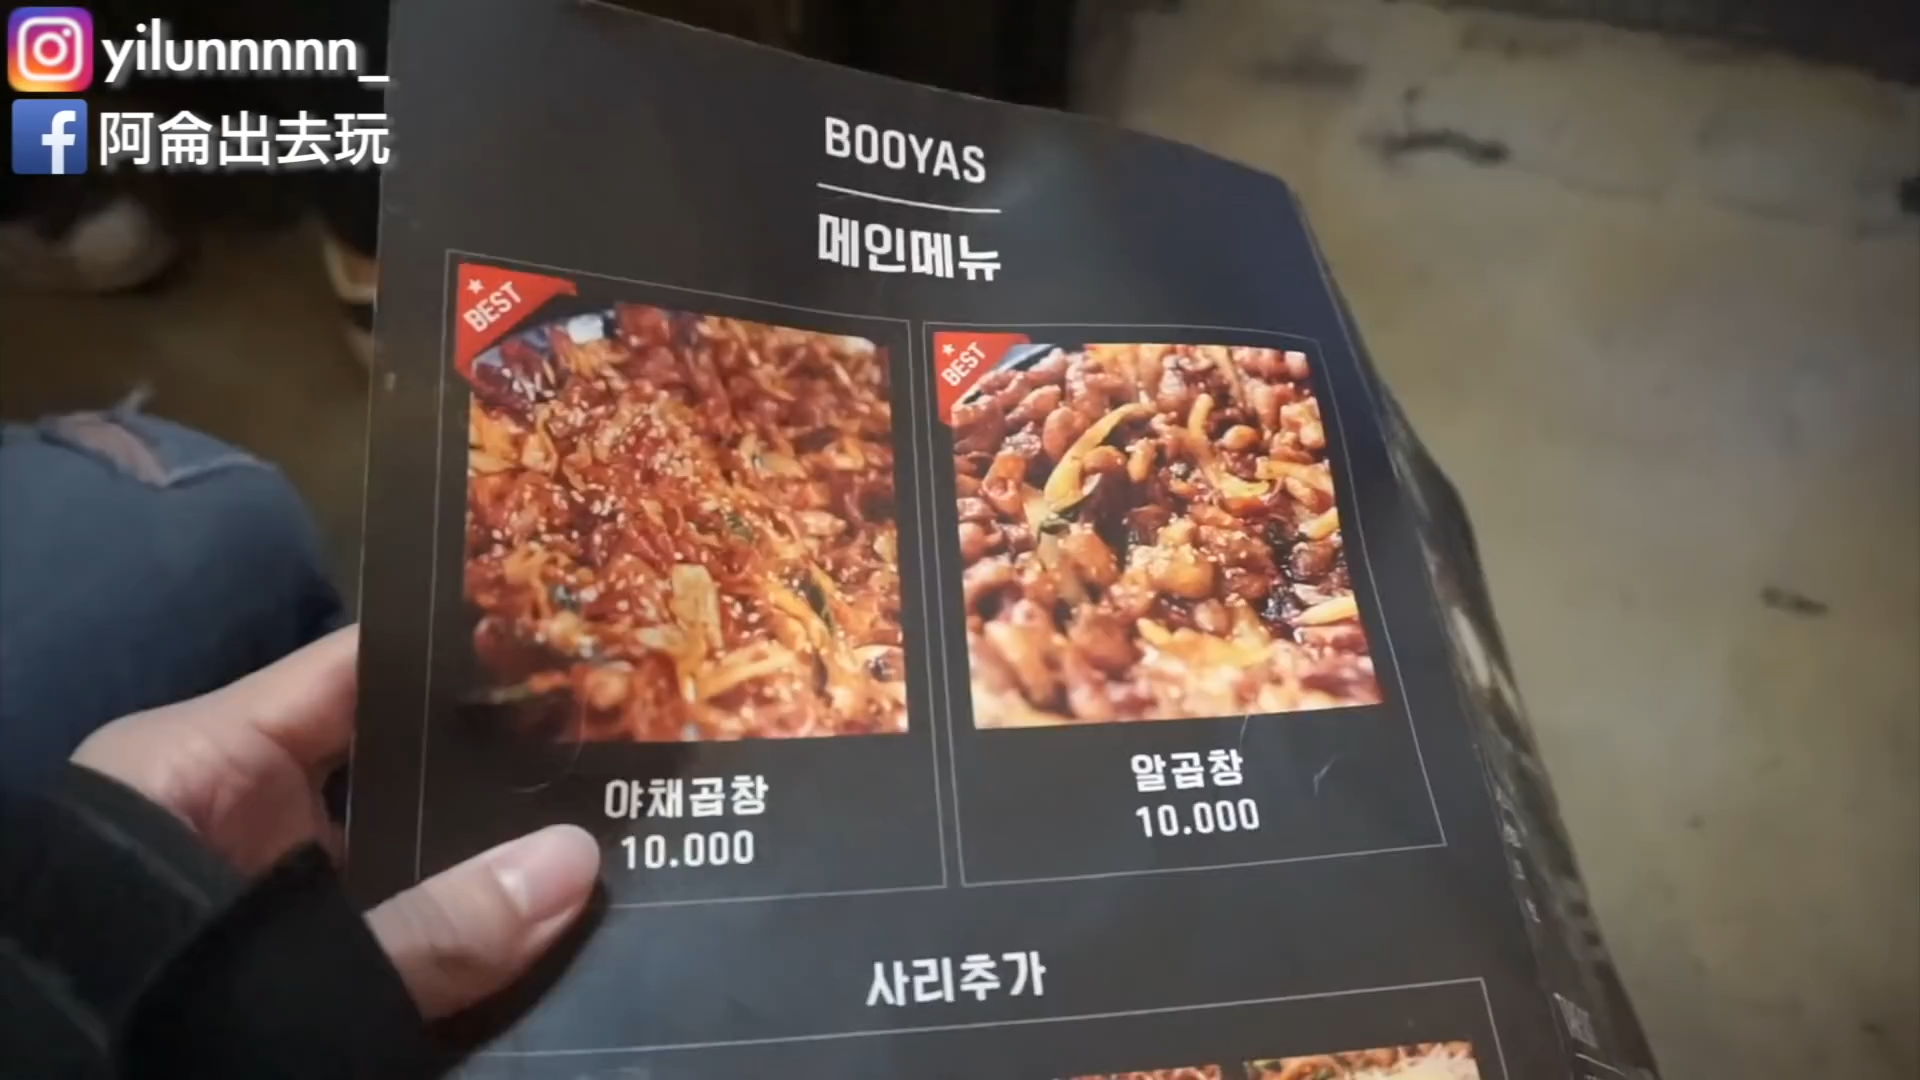 yilunnnnn_
阿侖出去玩
BOOYAS
메인메뉴
BEST
BEST
야채곱창
10.000
알곱창
10.000
사리추가